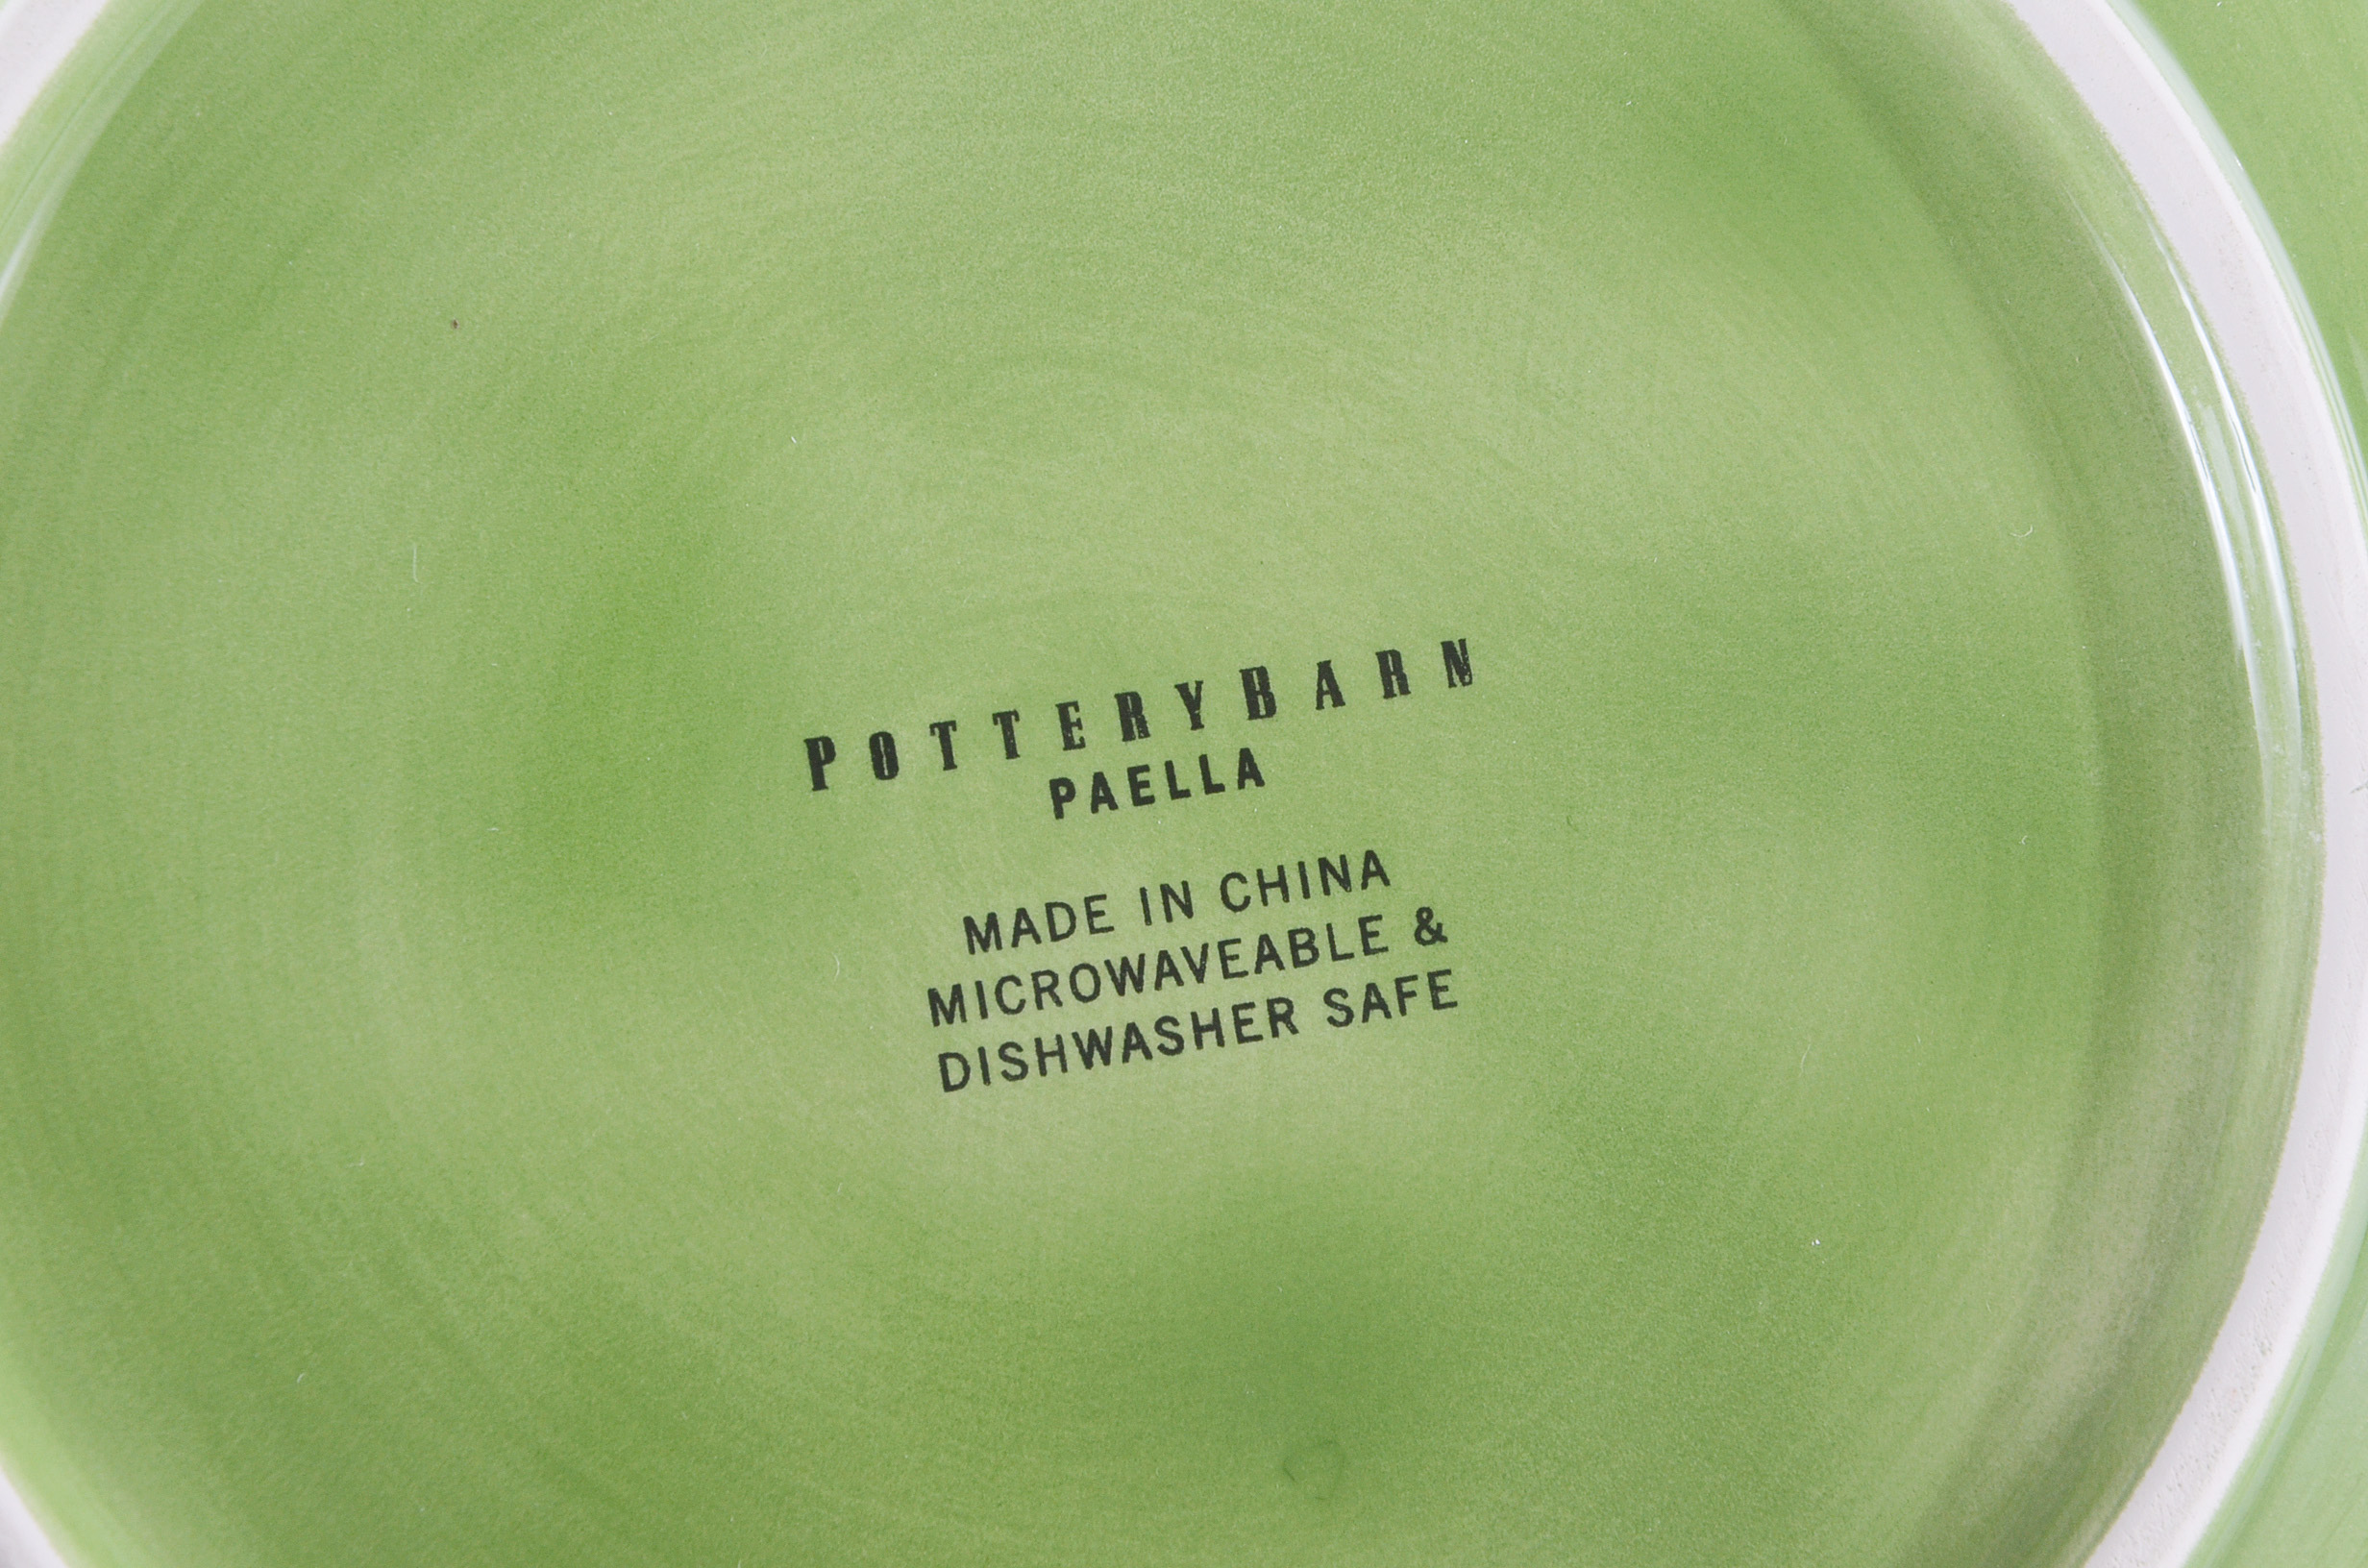 POTTERYBARN
PAELLA
MADE IN CHINA
MICROWAVEABLE &
DISHWASHER SAFE